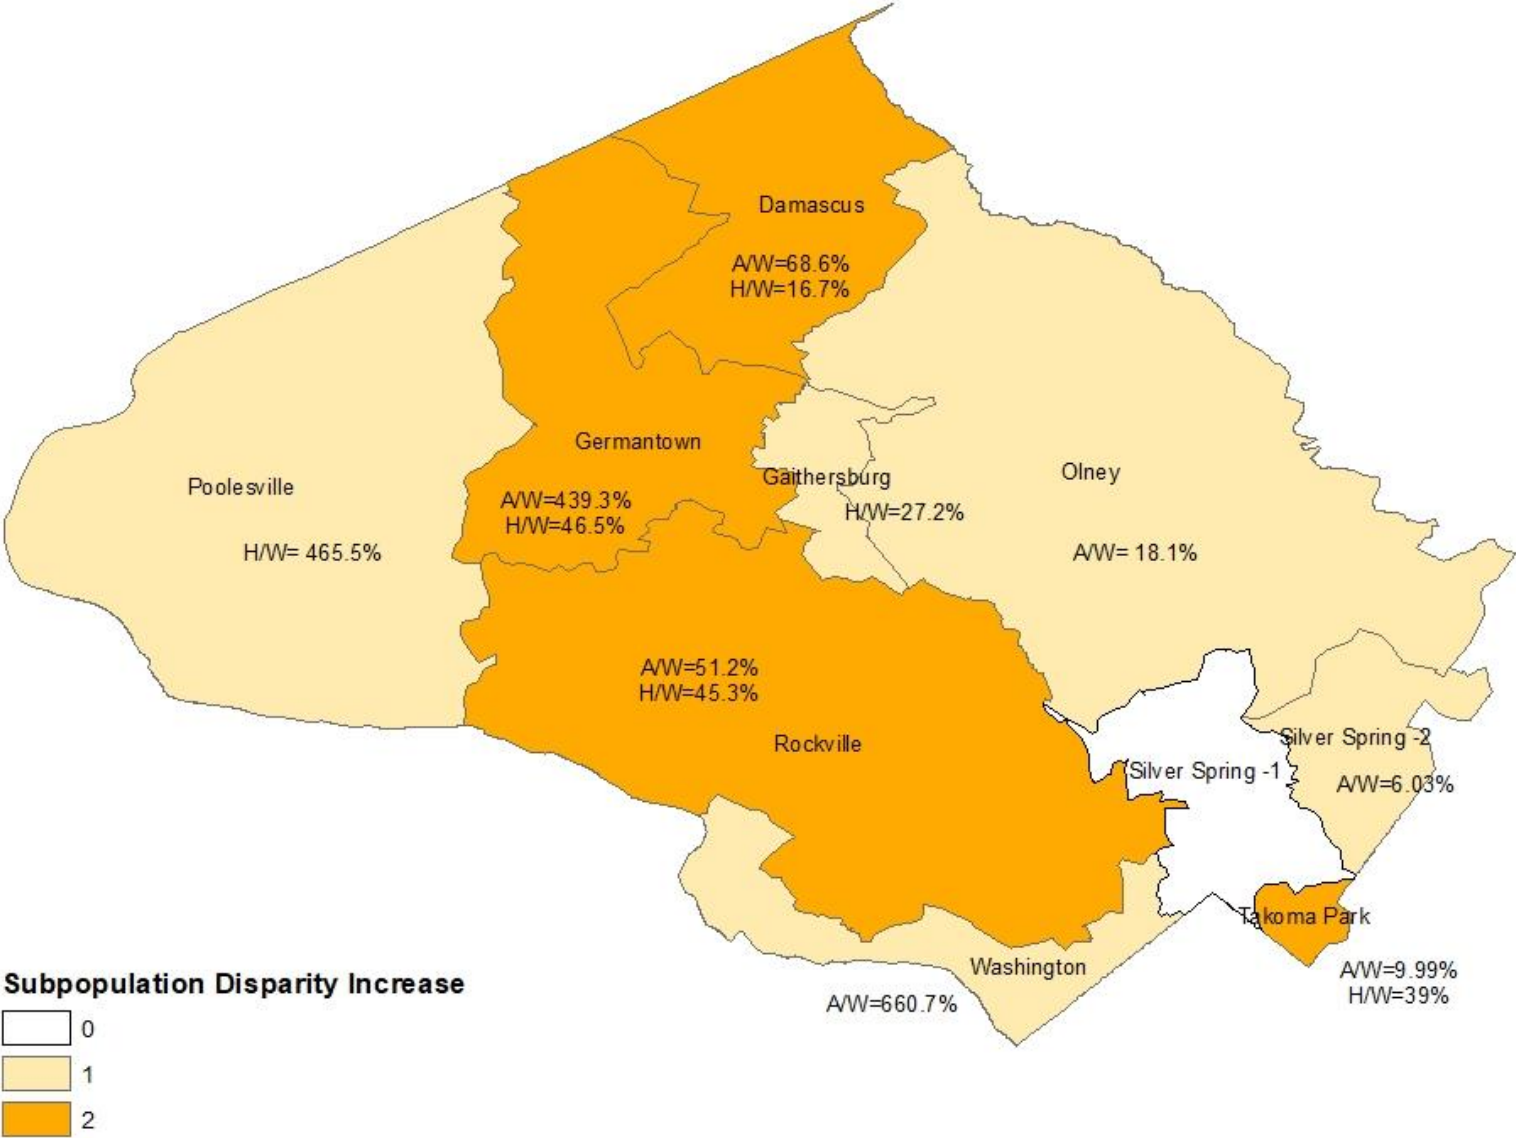 Damascus
A/W=68.6%
H/W=16.7%
Germantown
A/W=439.3%
H/W=46.5%
Poolesville
H/W= 465.5%
Gaithersburg
H/W=27.2%
Olney
A/W= 18.1%
A/W=51.2%
H/W=45.3%
Rockville
Silver Spring -1
Silver Spring -2
A/W=6.03%
Takoma Park
A/W=9.99%
H/W=39%
Washington
A/W=660.7%
Subpopulation Disparity Increase
0
1
2